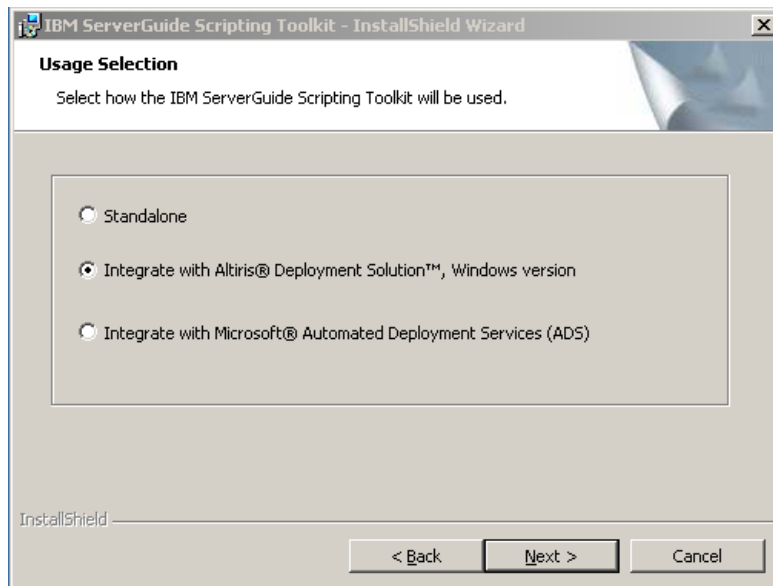 IBM ServerGuide Scripting Toolkit - InstallShield Wizard
Usage Selection
Select how the IBM ServerGuide Scripting Toolkit will be used.
Standalone
Integrate with Altiris® Deployment Solution™, Windows version
Integrate with Microsoft® Automated Deployment Services (ADS)
InstallShield
< Back
Next >
Cancel